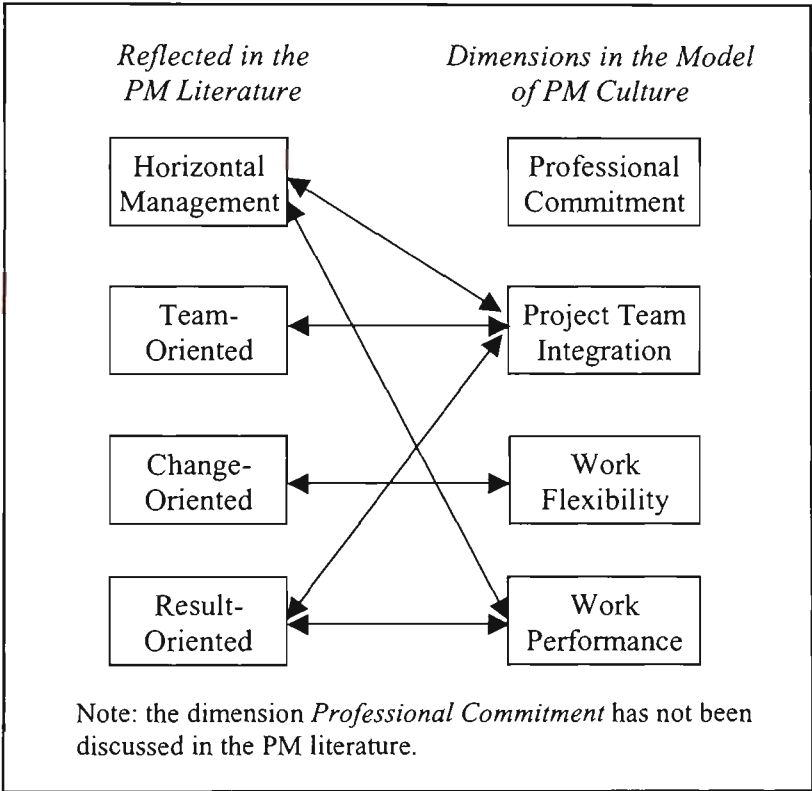 Reflected in the
PM Literature
Dimensions in the Model
of PM Culture
Horizontal
Management
Professional
Commitment
Team-
Oriented
Project Team
Integration
Change-
Oriented
Work
Flexibility
Result-
Oriented
Work
Performance
Note: the dimension Professional Commitment has not been
discussed in the PM literature.